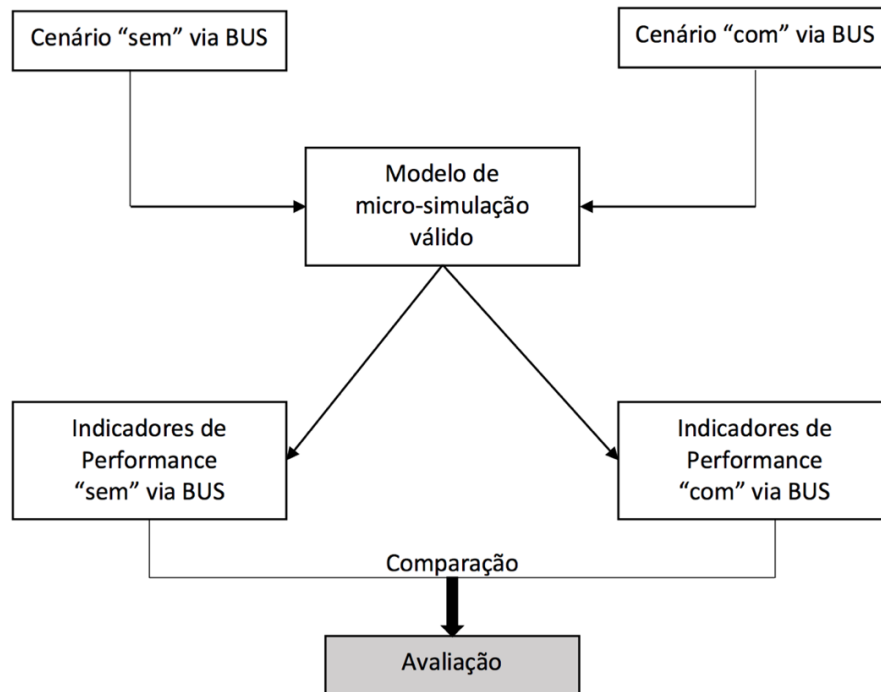 Cenário “sem” via BUS
Cenário “com” via BUS
Modelo de
micro-simulação
válido
Indicadores de
Performance
“sem” via BUS
Indicadores de
Performance
“com” via BUS
Comparação
Avaliação